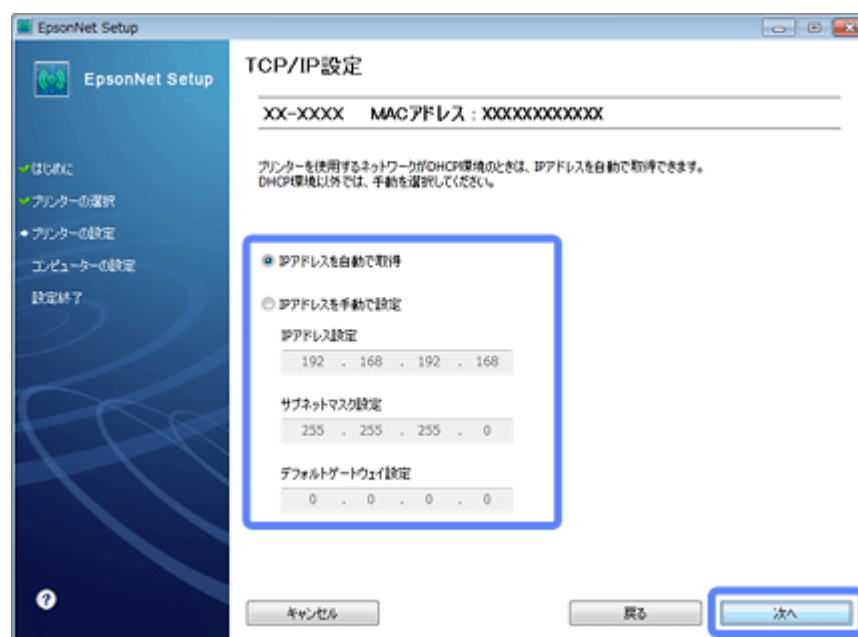 EpsonNet Setup
EpsonNet Setup
はじめに
プリンターの選択
プリンターの設定
コンピューターの設定
設定終了
TCP/IP設定
XX-XXXX MACアドレス : XXXXXXXXXXXX
プリンターを使用するネットワークがDHCP環境のときは、IPアドレスを自動で取得できます。
DHCP環境以外では、手動を選択してください。
IPアドレスを自動で取得
IPアドレスを手動で設定
IPアドレス設定
192 . 168 . 192 . 168
サブネットマスク設定
255 . 255 . 255 . 0
デフォルトゲートウェイ設定
0 . 0 . 0 . 0
?
キャンセル 戻る 次へ